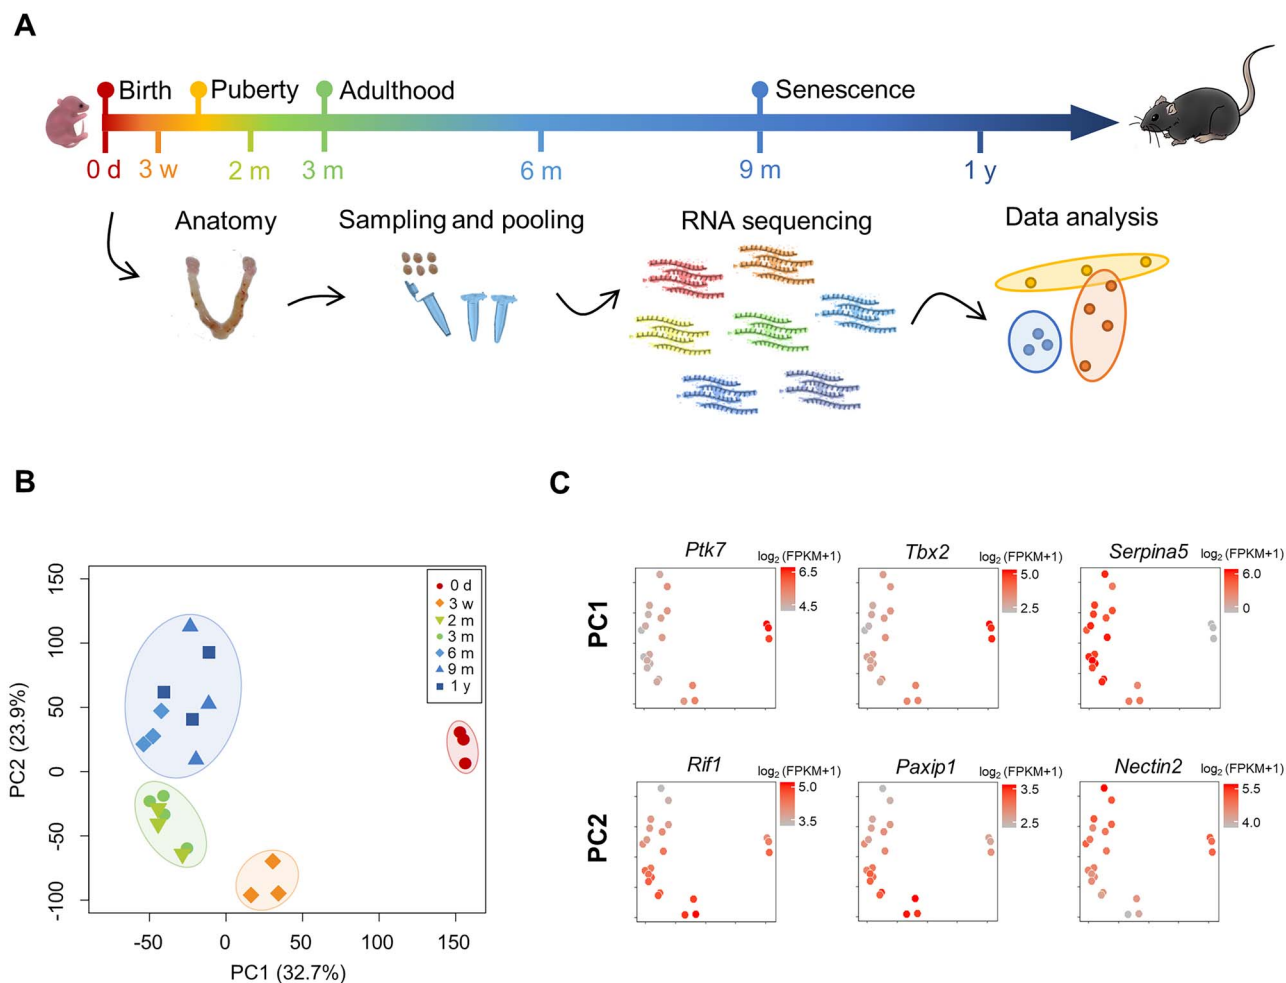 A
Birth
Puberty
Adulthood
Senescence
0 d
3 w
2 m
3 m
6 m
9 m
1 y
Anatomy
Sampling and pooling
RNA sequencing
Data analysis
B
PC2 (23.9%)
150
100
50
0
-50
-100
0 d
3 w
2 m
3 m
6 m
9 m
1 y
-50
0
50
100
150
PC1 (32.7%)
C
PC1
Ptk7
log2 (FPKM+1)
6.5
4.5
Tbx2
log2 (FPKM+1)
5.0
2.5
Serpina5
log2 (FPKM+1)
6.0
0
PC2
Rif1
log2 (FPKM+1)
5.0
3.5
Paxip1
log2 (FPKM+1)
3.5
2.5
Nectin2
log2 (FPKM+1)
5.5
4.0